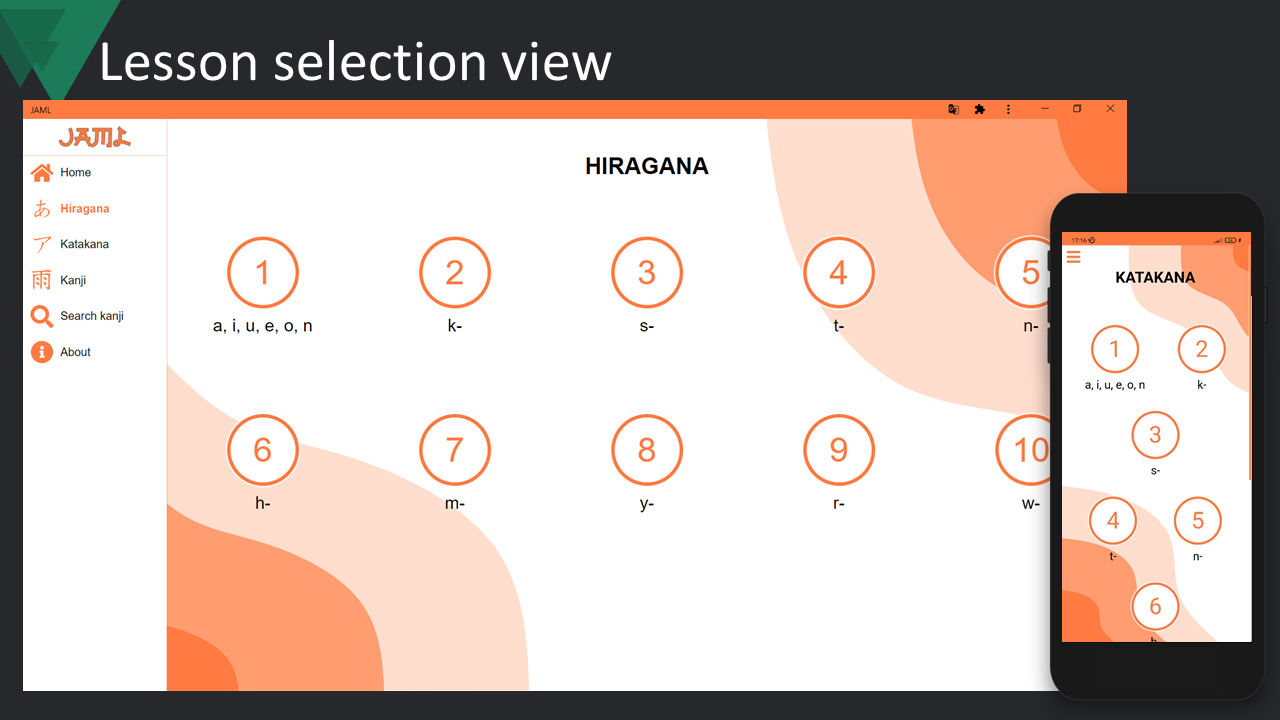 Lesson selection view
JAML
JAML
Home
あ Hiragana
ア Katakana
雨 Kanji
Search kanji
About
HIRAGANA
1 2 3 4 5
a, i, u, e, o, n k- s- t- n-
6 7 8 9 10
h- m- y- r- w-
17:16
KATAKANA
1 2
a, i, u, e, o, n k-
3
s-
4 5
t- n-
6